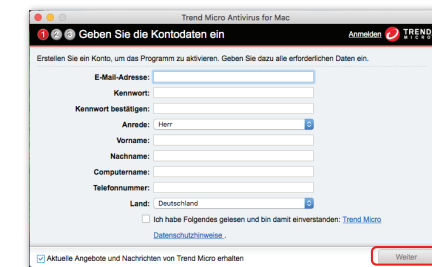 Trend Micro Antivirus for Mac
1 2 3 Geben Sie die Kontodaten ein
Anmelden
TREND
MICRO
Erstellen Sie ein Konto, um das Programm zu aktivieren. Geben Sie dazu alle erforderlichen Daten ein.
E-Mail-Adresse:
Kennwort:
Kennwort bestätigen:
Anrede: Herr
Vorname:
Nachname:
Computername:
Telefonnummer:
Land: Deutschland
Ich habe Folgendes gelesen und bin damit einverstanden: Trend Micro
Datenschutzhinweise .
Aktuelle Angebote und Nachrichten von Trend Micro erhalten
Weiter